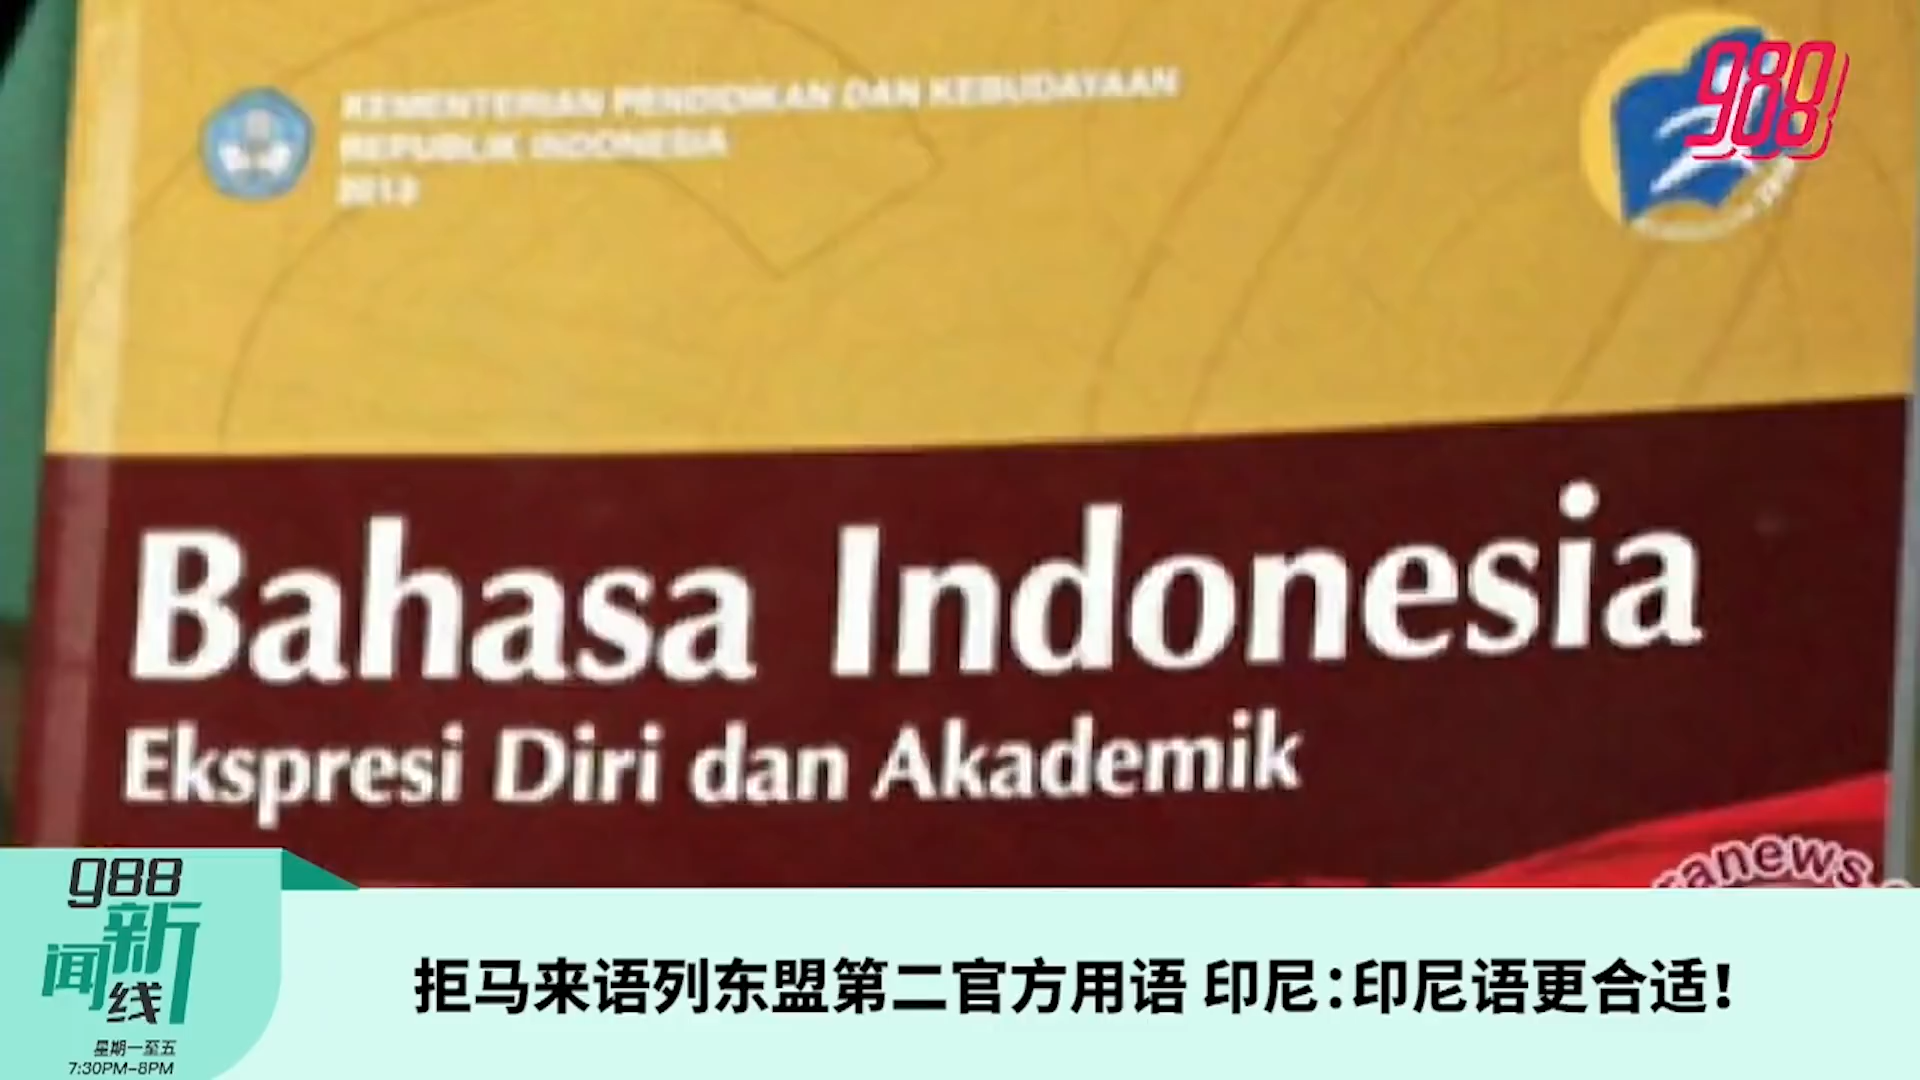 KEMENTERIAN PENDIDIKAN DAN KEBUDAYAAN
REPUBLIK INDONESIA
2013
988
Bahasa Indonesia
Ekspresi Diri dan Akademik
ranews.
988
新闻线
星期一至五
7:30PM-8PM
拒马来语列东盟第二官方用语 印尼：印尼语更合适！